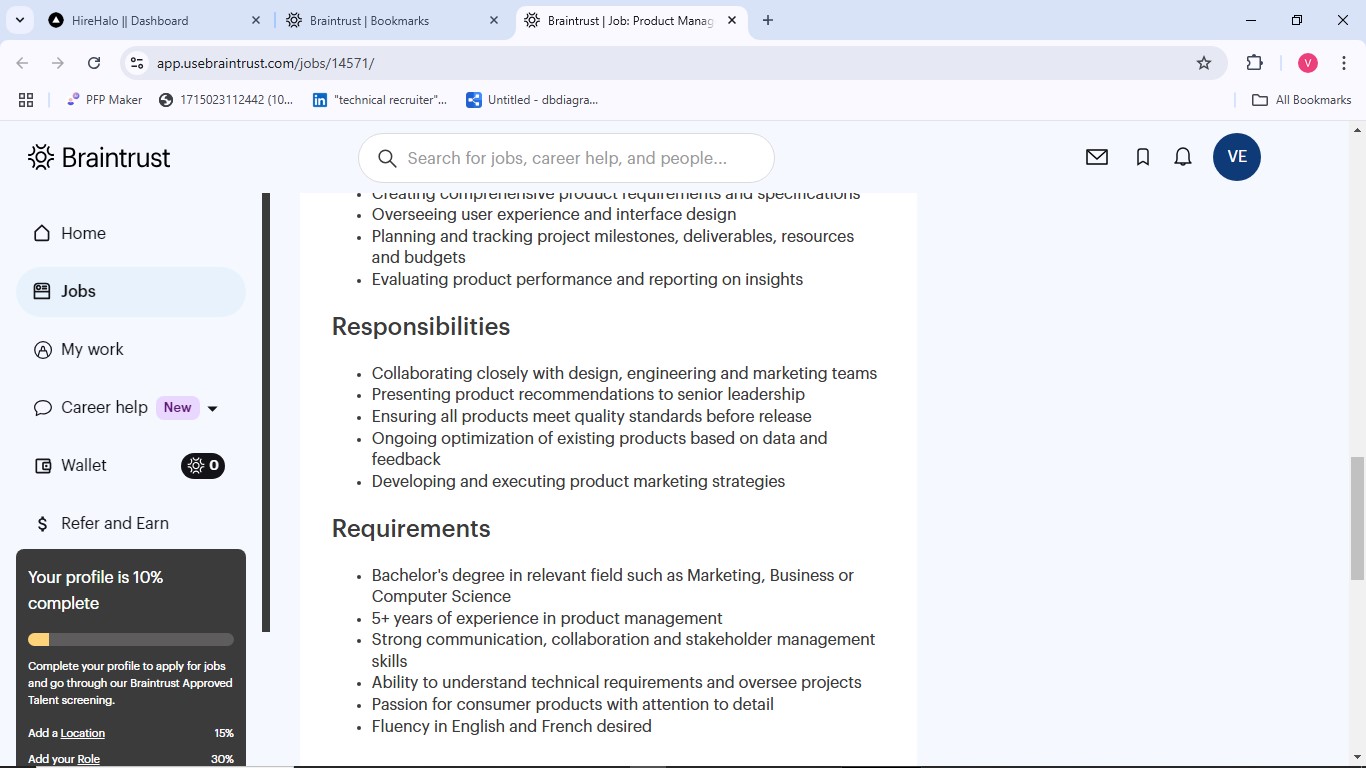 HireHalo || Dashboard
Braintrust | Bookmarks
Braintrust | Job: Product Manag
app.usebraintrust.com/jobs/14571/
V
PFP Maker
1715023112442 (10...
"technical recruiter"...
Untitled - dbdiagra...
All Bookmarks
Braintrust
Search for jobs, career help, and people...
VE
Home
Jobs
My work
Career help New
Wallet
0
Refer and Earn
Your profile is 10%
complete
Complete your profile to apply for jobs
and go through our Braintrust Approved
Talent screening.
Add a Location 15%
Add your Role 30%
• Creating comprehensive product requirements and specifications
• Overseeing user experience and interface design
• Planning and tracking project milestones, deliverables, resources
and budgets
• Evaluating product performance and reporting on insights
Responsibilities
• Collaborating closely with design, engineering and marketing teams
• Presenting product recommendations to senior leadership
• Ensuring all products meet quality standards before release
• Ongoing optimization of existing products based on data and
feedback
• Developing and executing product marketing strategies
Requirements
• Bachelor's degree in relevant field such as Marketing, Business or
Computer Science
• 5+ years of experience in product management
• Strong communication, collaboration and stakeholder management
skills
• Ability to understand technical requirements and oversee projects
• Passion for consumer products with attention to detail
• Fluency in English and French desired